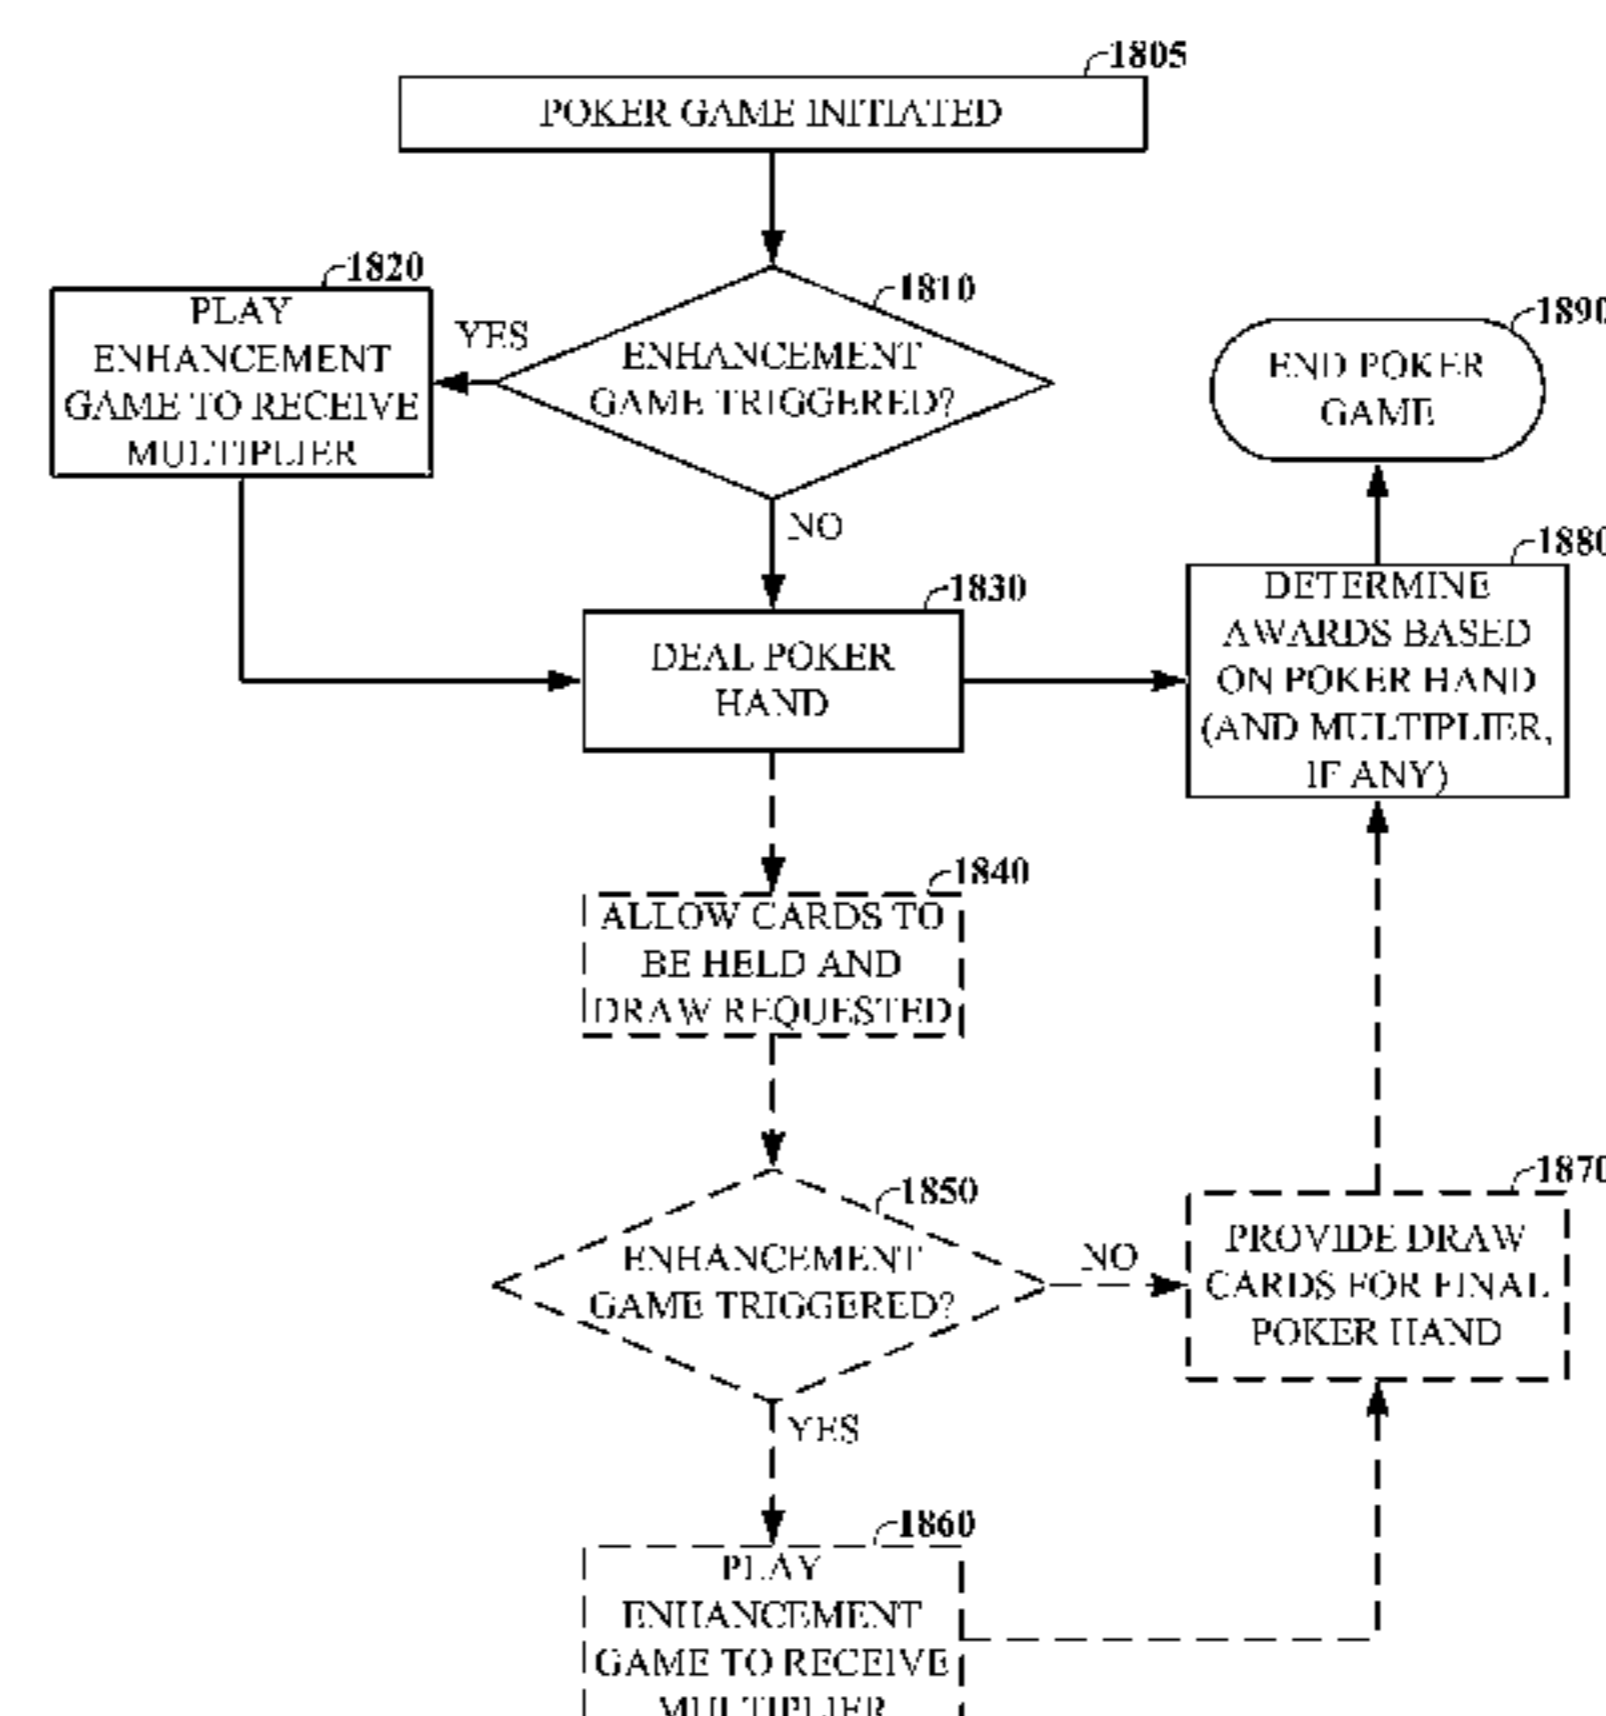 1805
POKER GAME INITIATED
1820
PLAY
ENHANCEMENT
GAME TO RECEIVE
MULTIPLIER
YES
1810
ENHANCEMENT
GAME TRIGGERED?
NO
1890
END POKER
GAME
1830
DEAL POKER
HAND
1880
DETERMINE
AWARDS BASED
ON POKER HAND
(AND MULTIPLIER,
IF ANY)
1840
ALLOW CARDS TO
BE HELD AND
DRAW REQUESTED
1850
ENHANCEMENT
GAME TRIGGERED?
NO
YES
1870
PROVIDE DRAW
CARDS FOR FINAL
POKER HAND
1860
PLAY
ENHANCEMENT
GAME TO RECEIVE
MULTIPLIER